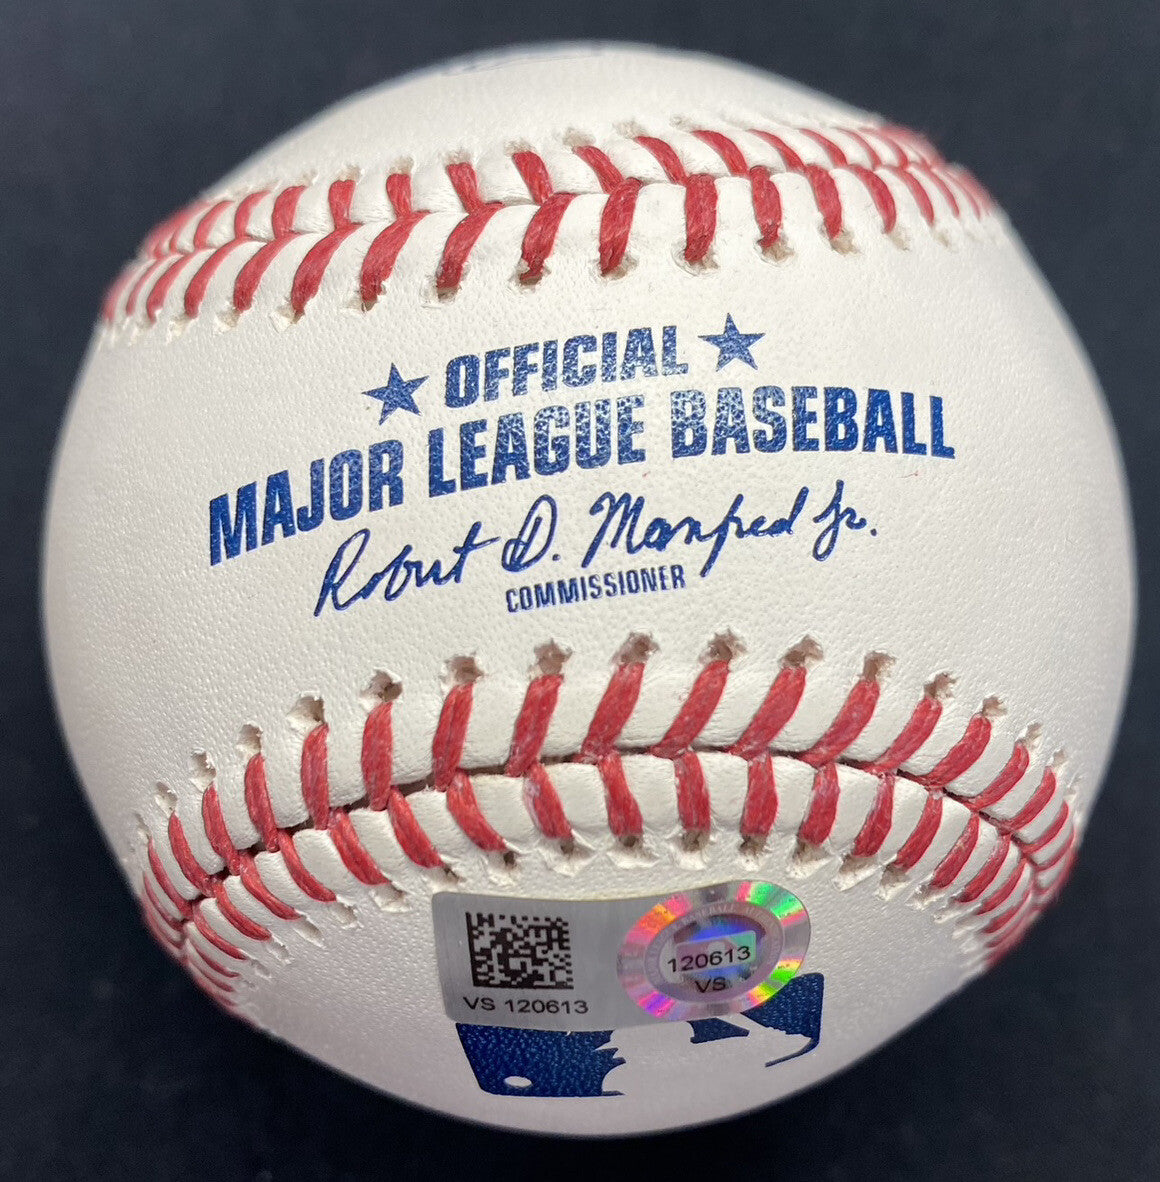 OFFICIAL
MAJOR LEAGUE BASEBALL
Robert D. Manfred Jr.
COMMISSIONER
VS 120613
120613
VS